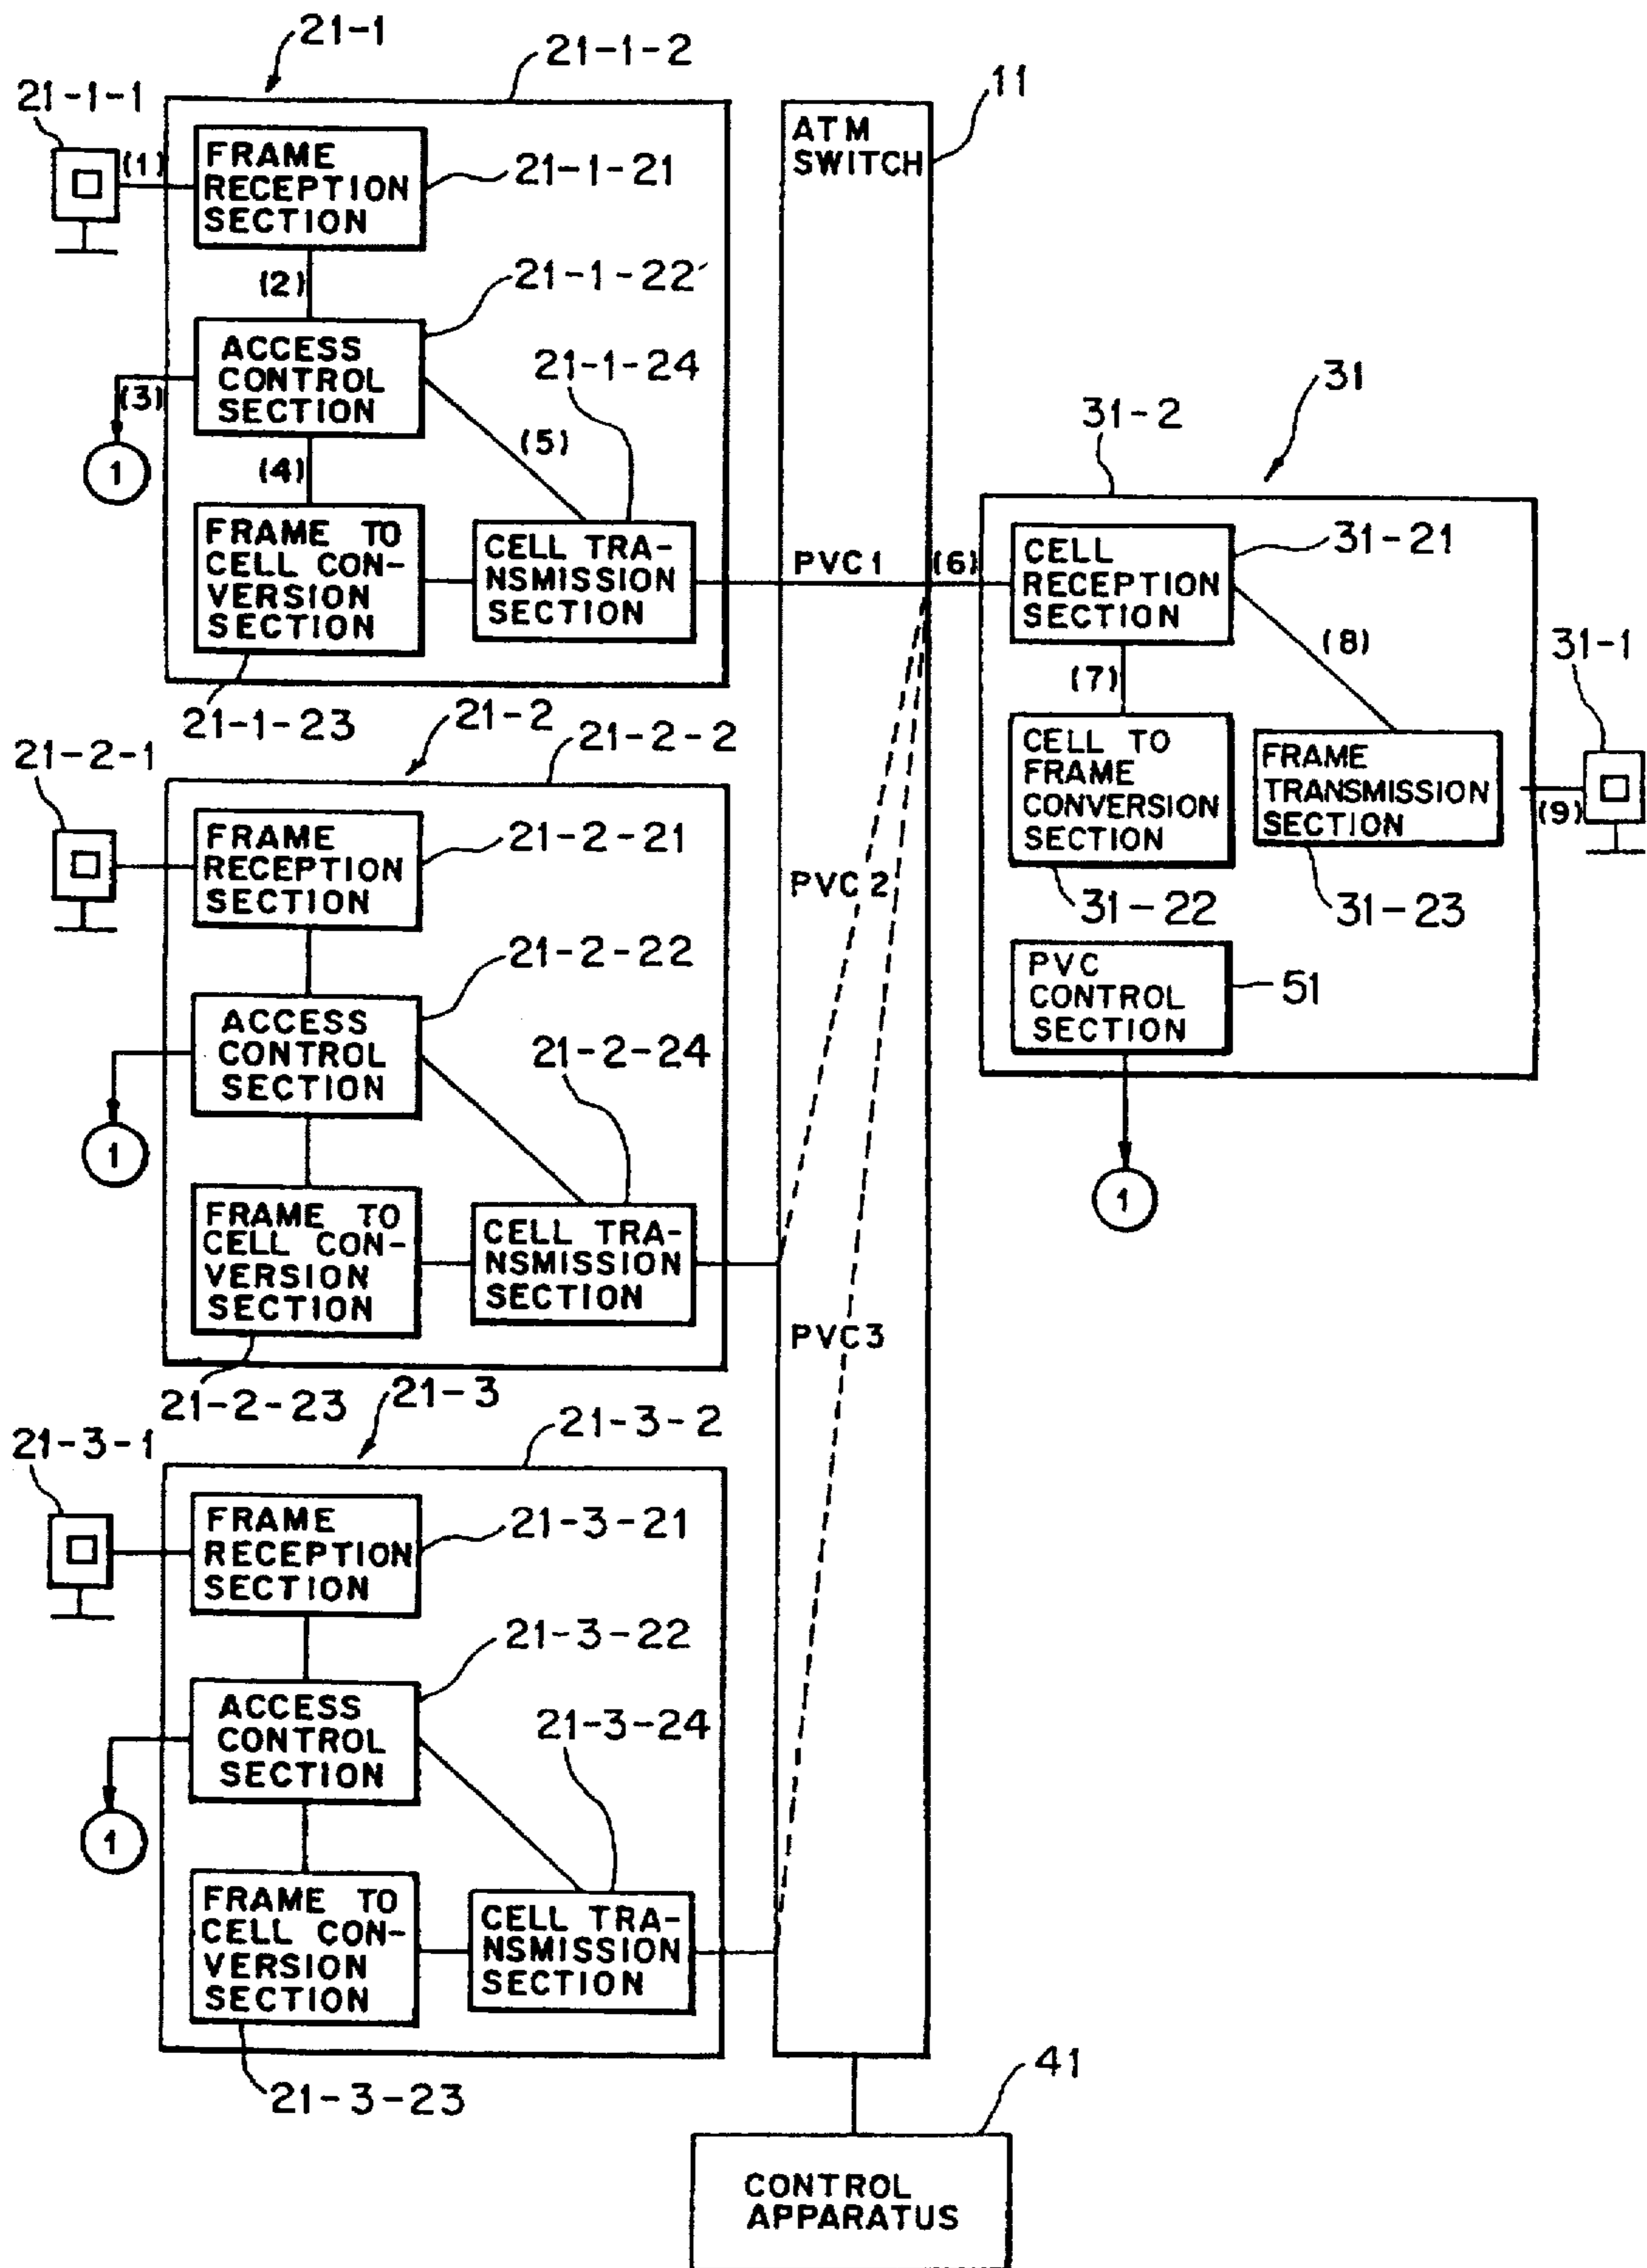 21-1
21-1-2
21-1-1
11
(1)
FRAME
RECEPTION
SECTION
21-1-21
ATM
SWITCH
(2)
21-1-22'
ACCESS
CONTROL
SECTION
21-1-24
(3)
1
(4)
(5)
FRAME TO
CELL CON-
VERSION
SECTION
CELL TRA-
NSMISSION
SECTION
PVC1
(6)
21-1-23
31
31-2
CELL
RECEPTION
SECTION
31-21
(7)
(8)
31-1
CELL TO
FRAME
CONVERSION
SECTION
FRAME
TRANSMISSION
SECTION
(9)
31-22
31-23
PVC
CONTROL
SECTION
51
1
21-2
21-2-2
21-2-1
FRAME
RECEPTION
SECTION
21-2-21
PVC2
21-2-22
ACCESS
CONTROL
SECTION
21-2-24
1
FRAME TO
CELL CON-
VERSION
SECTION
CELL TRA-
NSMISSION
SECTION
PVC3
21-2-23
21-3
21-3-2
21-3-1
FRAME
RECEPTION
SECTION
21-3-21
21-3-22
ACCESS
CONTROL
SECTION
21-3-24
1
FRAME TO
CELL CON-
VERSION
SECTION
CELL TRA-
NSMISSION
SECTION
21-3-23
41
CONTROL
APPARATUS